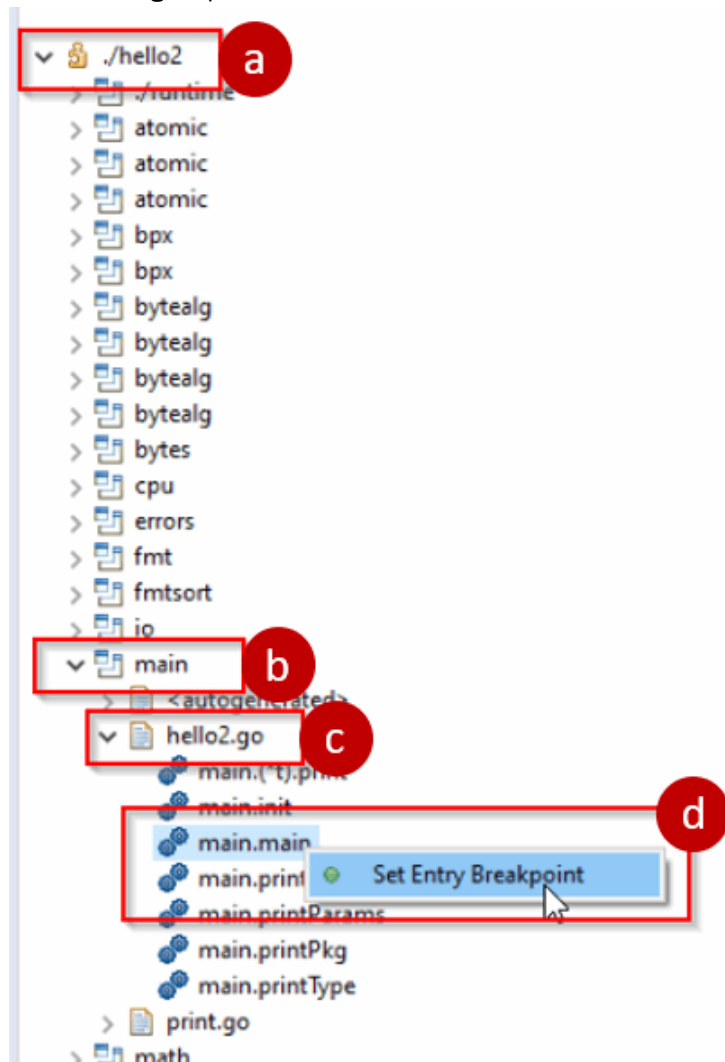 ./hello2
a
./runtime
atomic
atomic
atomic
bpx
bpx
bytealg
bytealg
bytealg
bytealg
bytes
cpu
errors
fmt
fmtsort
io
main
b
<autogenerated>
hello2.go
c
main.(*t).print
main.init
d
main.main
main.print
Set Entry Breakpoint
main.printParams
main.printPkg
main.printType
print.go
math